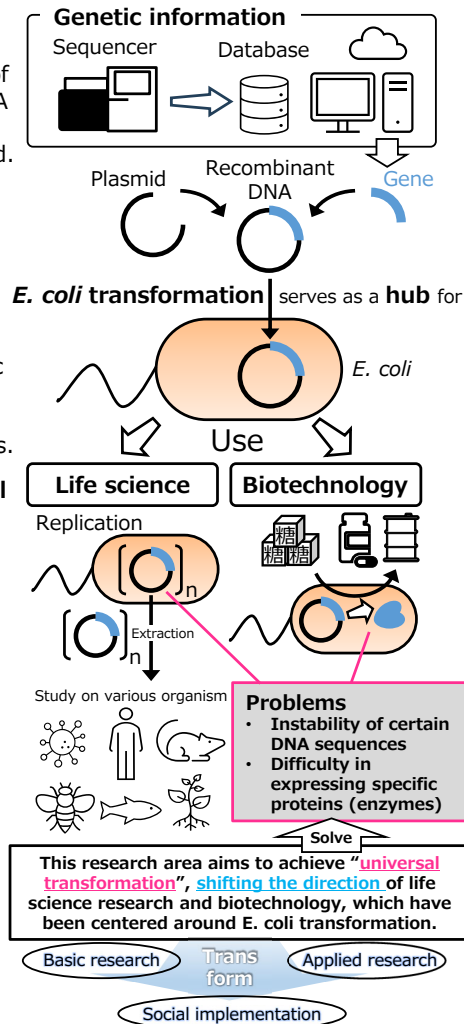 Genetic information
Sequencer
Database
of
A
d.
Plasmid
Recombinant
DNA
Gene
E. coli transformation serves as a hub for
E. coli
c
s.
l
Use
Life science
Biotechnology
Replication
糖
糖糖
n
Extraction
n
Study on various organism
Problems
• Instability of certain
DNA sequences
• Difficulty in
expressing specific
proteins (enzymes)
Solve
This research area aims to achieve “universal
transformation”, shifting the direction of life
science research and biotechnology, which have
been centered around E. coli transformation.
Basic research
Trans
form
Applied research
Social implementation